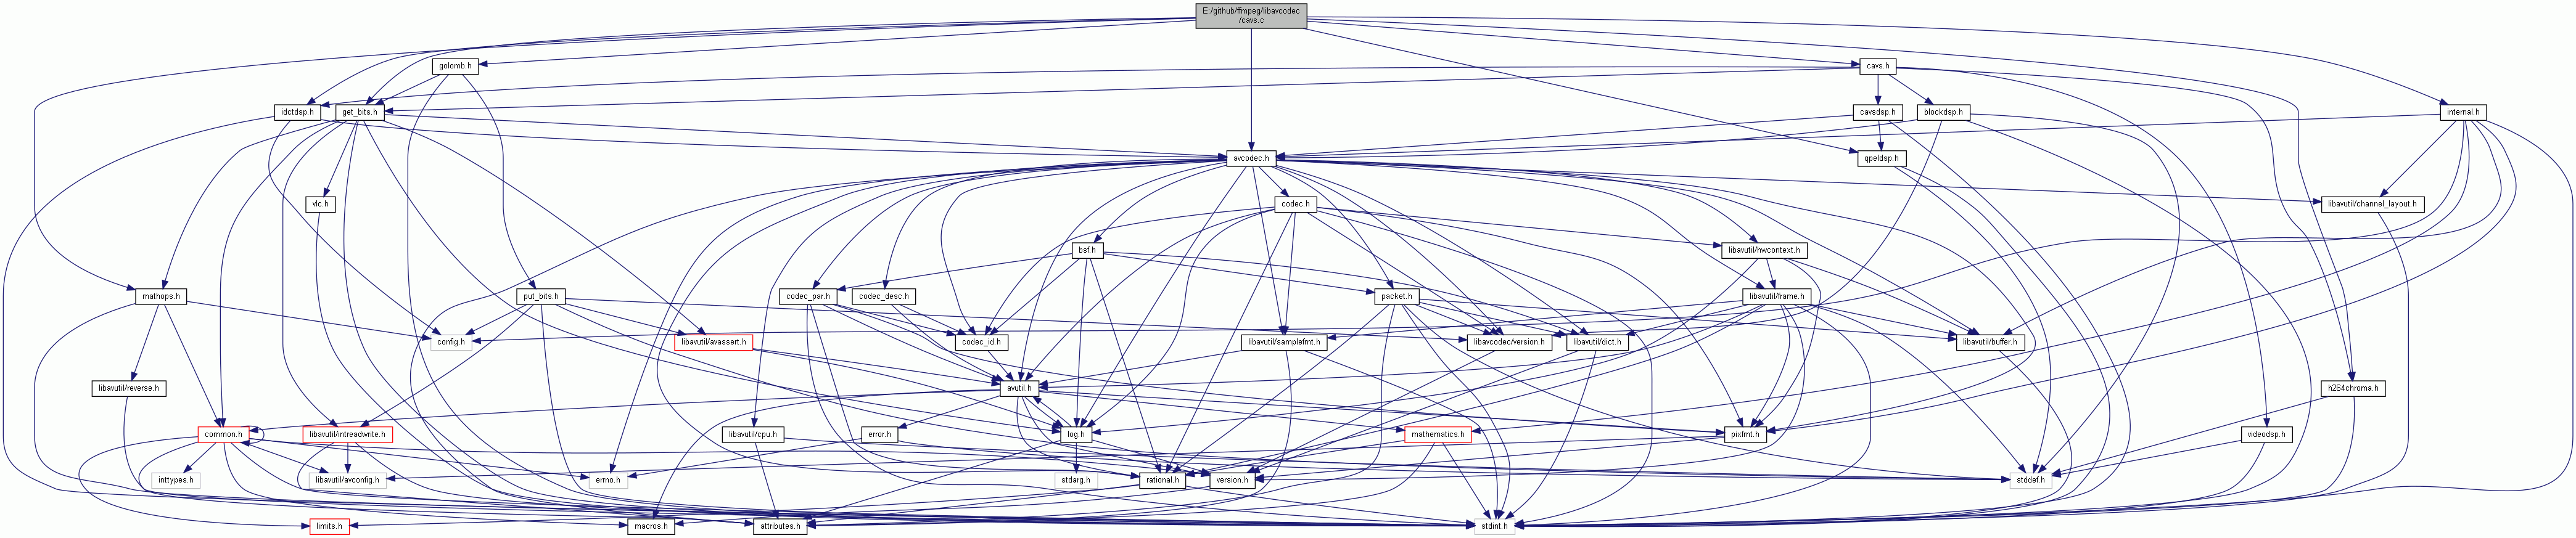 E:/github/ffmpeg/libavcodec
/cavs.c
golomb.h
cavs.h
idctdsp.h
get_bits.h
cavsdsp.h
blockdsp.h
internal.h
avcodec.h
qpeldsp.h
vlc.h
codec.h
libavutil/channel_layout.h
bsf.h
libavutil/hwcontext.h
mathops.h
put_bits.h
codec_par.h
codec_desc.h
packet.h
libavutil/frame.h
config.h
libavutil/avassert.h
codec_id.h
libavutil/samplefmt.h
libavcodec/version.h
libavutil/dict.h
libavutil/buffer.h
libavutil/reverse.h
avutil.h
h264chroma.h
common.h
libavutil/intreadwrite.h
libavutil/cpu.h
error.h
log.h
mathematics.h
pixfmt.h
videodsp.h
inttypes.h
libavutil/avconfig.h
errno.h
stdarg.h
rational.h
version.h
stddef.h
limits.h
macros.h
attributes.h
stdint.h